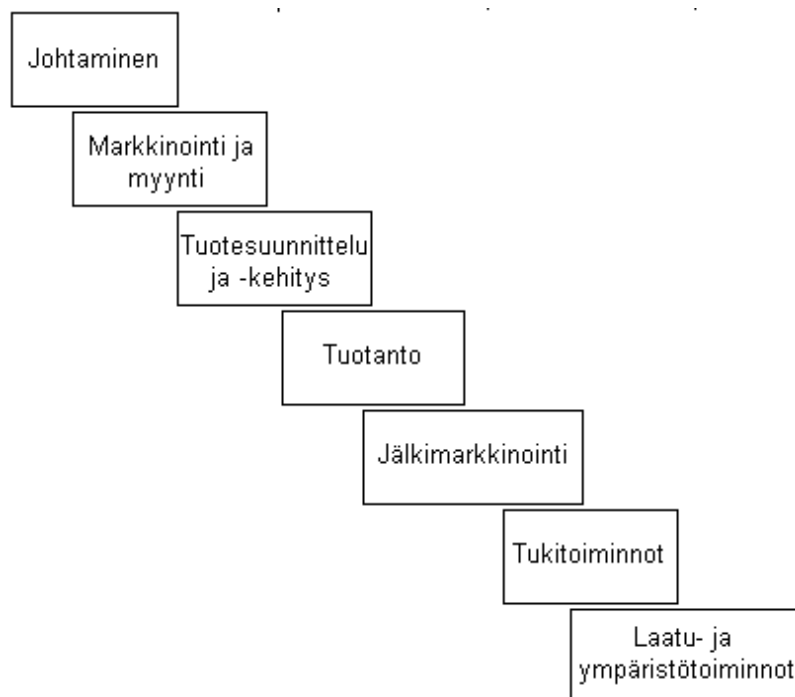 Johtaminen
Markkinointi ja
myynti
Tuotesuunnittelu
ja -kehitys
Tuotanto
Jälkimarkkinointi
Tukitoiminnot
Laatu- ja
ympäristötoiminnot